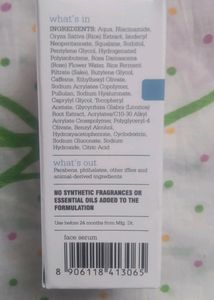 what's in
INGREDIENTS: Aqua, Niacinamide,
Oryza Sativa (Rice) Extract, Isodecyl
Neopentanoate, Squalane, Sorbitol,
Pentylene Glycol, Hydrogenated
Polyisobutene, Rosa Damascena
(Rose) Flower Water, Rice Ferment
Filtrate (Sake), Butylene Glycol,
Caffeine, Ethylhexyl Olivate,
Sodium Acrylates Copolymer,
Pullulan, Sodium Hyaluronate,
Caprylyl Glycol, Tocopheryl
Acetate, Glycyrrhiza Glabra (Licorice)
Root Extract, Acrylates/C10-30 Alkyl
Acrylate Crosspolymer, Polyglyceryl-4
Olivate, Benzyl Alcohol,
Hydroxyacetophenone, Cyclodextrin,
Sodium Gluconate, Sodium
Hydroxide, Citric Acid
what's out
Parabens, phthalates, other
and
animal-derived ingredients
NO SYNTHETIC FRAGRANCES OR
ESSENTIAL OILS ADDED TO THE
FORMULATION
Use before 24 months from Mfg. Dt.
face serum
8 906118 413065